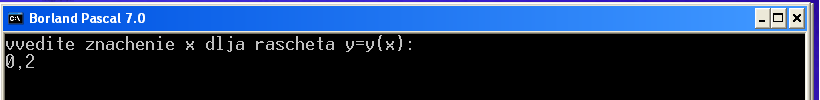 Borland Pascal 7.0
vvedite znachenie x dlja rascheta y=y(x):
0,2